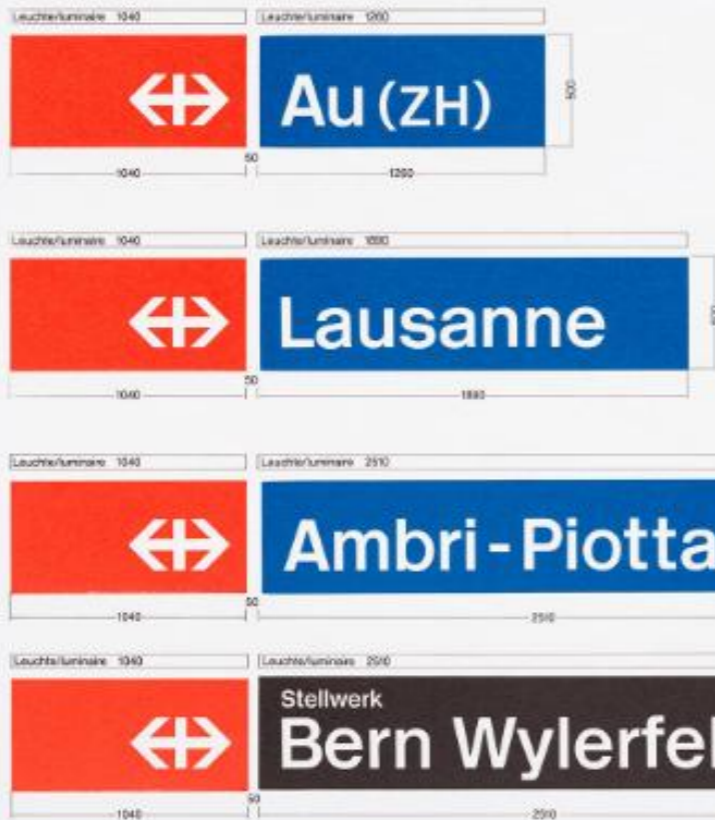 Leuchte/luminaire 1040 Leuchte/luminaire 1260
Au (ZH)
500
50
1040 1260
Leuchte/luminaire 1040 Leuchte/luminaire 1890
Lausanne
50
1040 1890
Leuchte/luminaire 1040 Leuchte/luminaire 2510
Ambri-Piotta
50
1040 2510
Leuchte/luminaire 1040 Leuchte/luminaire 2510
Stellwerk
Bern Wylerfel
50
1040 2510